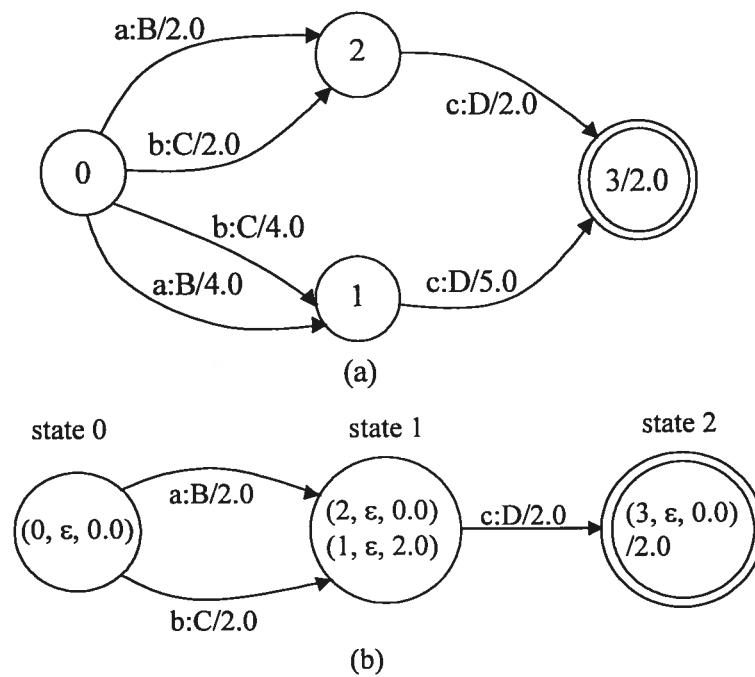 a:B/2.0
2
b:C/2.0
c:D/2.0
0
3/2.0
b:C/4.0
a:B/4.0
1
c:D/5.0
(a)
state 0
state 1
state 2
a:B/2.0
(0, ε, 0.0)
(2, ε, 0.0)
(1, ε, 2.0)
c:D/2.0
(3, ε, 0.0)
/2.0
b:C/2.0
(b)